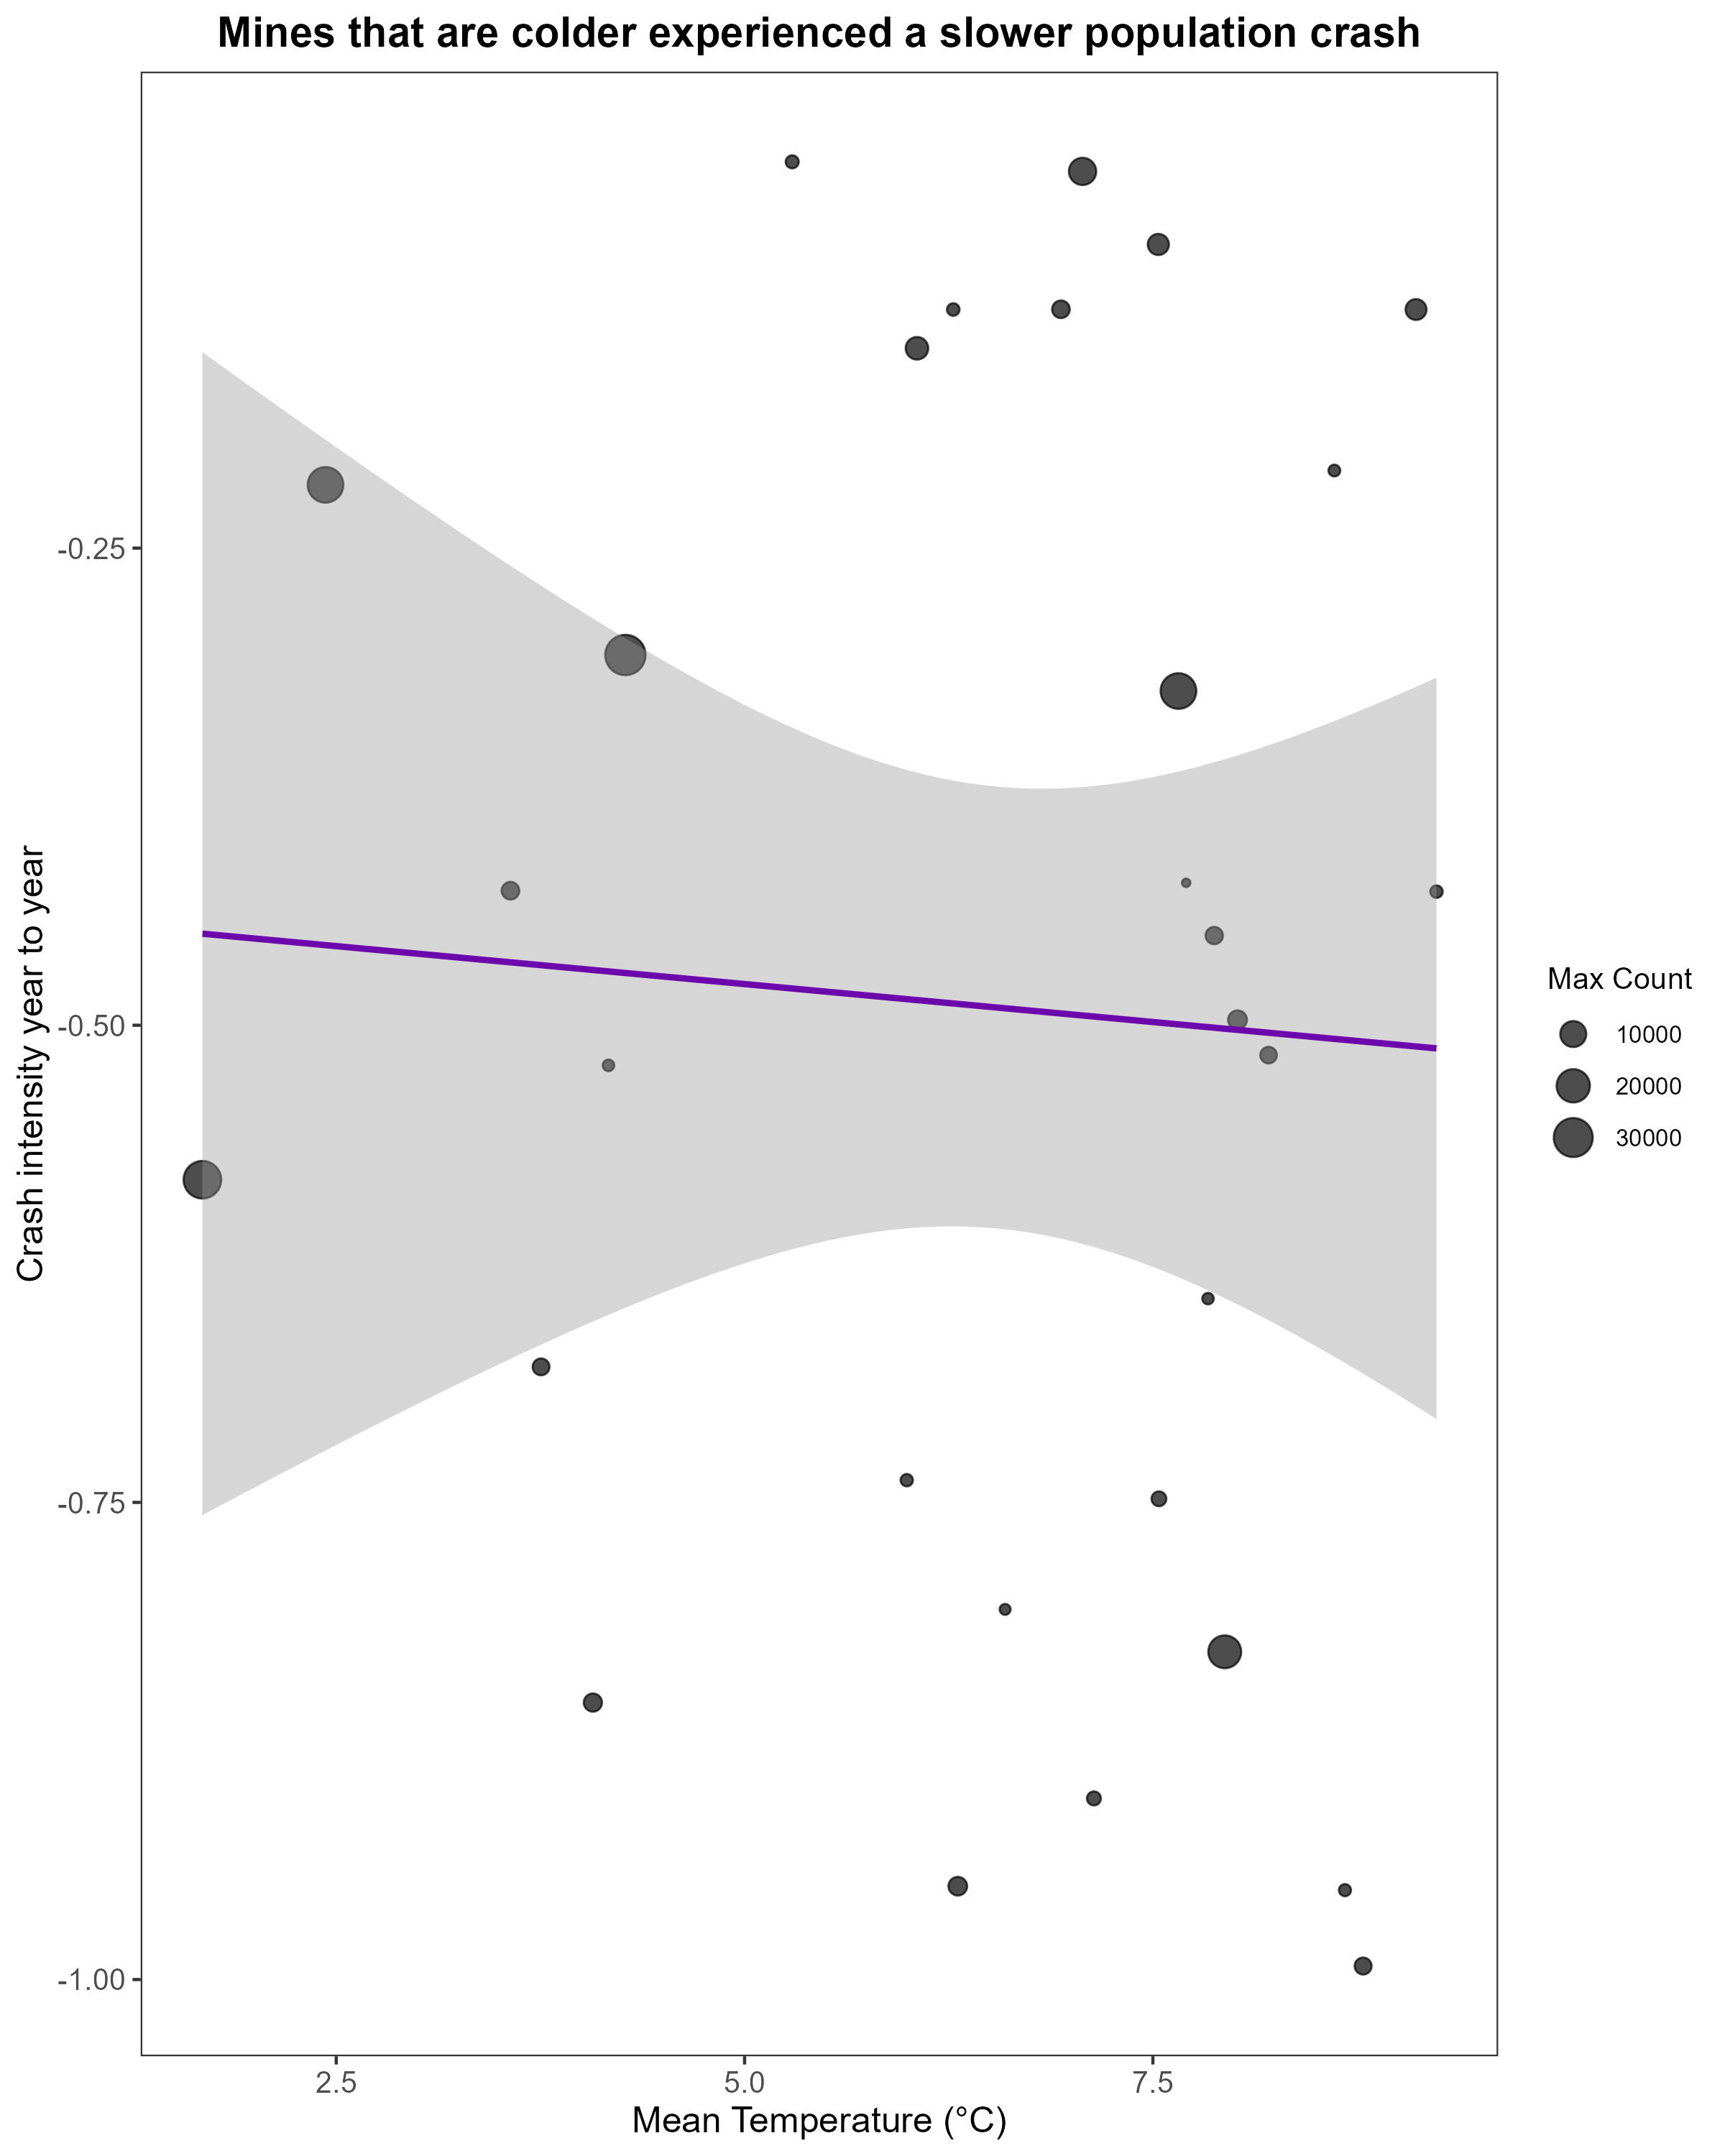 Mines that are colder experienced a slower population crash
Crash intensity year to year
-0.25
-0.50
-0.75
-1.00
2.5
5.0
7.5
Mean Temperature (°C)
Max Count
10000
20000
30000